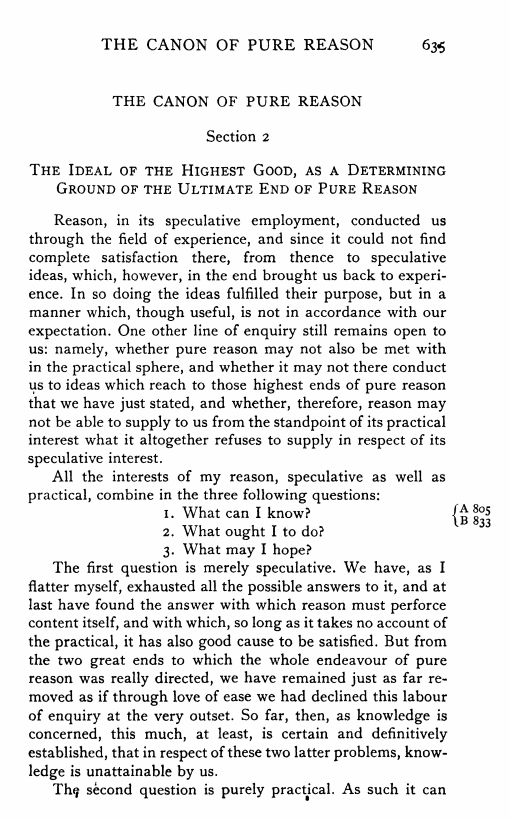 THE CANON OF PURE REASON 635
THE CANON OF PURE REASON
Section 2
THE IDEAL OF THE HIGHEST GOOD, AS A DETERMINING
GROUND OF THE ULTIMATE END OF PURE REASON
Reason, in its speculative employment, conducted us
through the field of experience, and since it could not find
complete satisfaction there, from thence to speculative
ideas, which, however, in the end brought us back to experi-
ence. In so doing the ideas fulfilled their purpose, but in a
manner which, though useful, is not in accordance with our
expectation. One other line of enquiry still remains open to
us: namely, whether pure reason may not also be met with
in the practical sphere, and whether it may not there conduct
us to ideas which reach to those highest ends of pure reason
that we have just stated, and whether, therefore, reason may
not be able to supply to us from the standpoint of its practical
interest what it altogether refuses to supply in respect of its
speculative interest.
All the interests of my reason, speculative as well as
practical, combine in the three following questions:
1. What can I know? {A 805
2. What ought I to do? {B 833
3. What may I hope?
The first question is merely speculative. We have, as I
flatter myself, exhausted all the possible answers to it, and at
last have found the answer with which reason must perforce
content itself, and with which, so long as it takes no account of
the practical, it has also good cause to be satisfied. But from
the two great ends to which the whole endeavour of pure
reason was really directed, we have remained just as far re-
moved as if through love of ease we had declined this labour
of enquiry at the very outset. So far, then, as knowledge is
concerned, this much, at least, is certain and definitively
established, that in respect of these two latter problems, know-
ledge is unattainable by us.
The second question is purely practical. As such it can